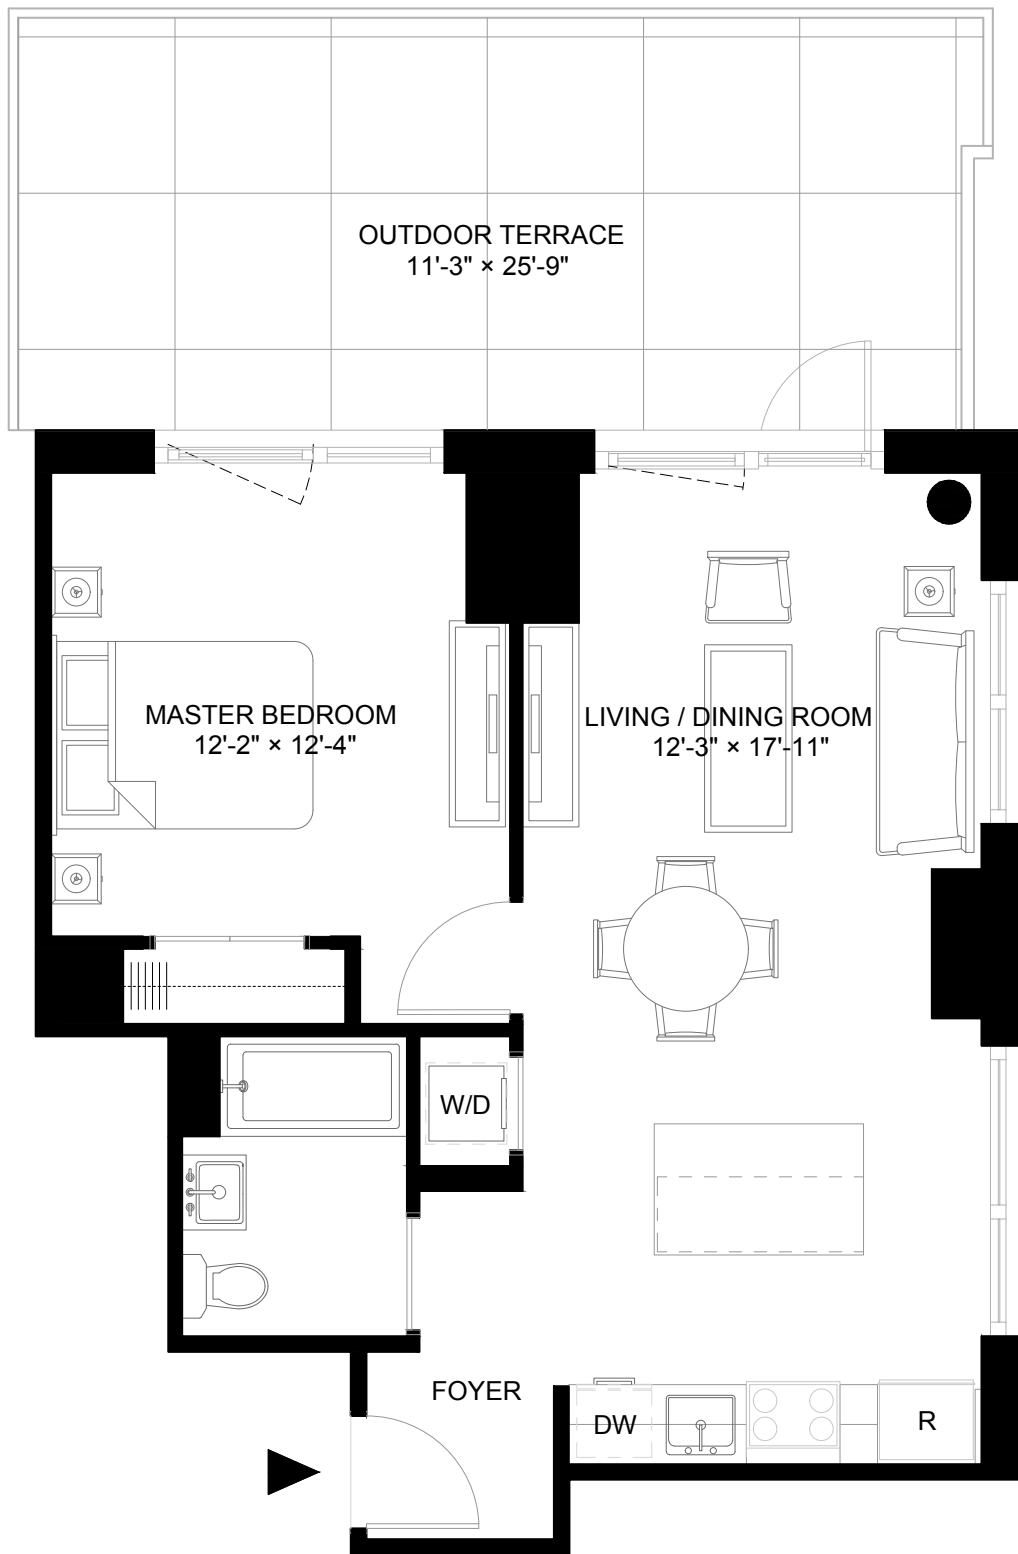 OUTDOOR TERRACE
11'-3" × 25'-9"
MASTER BEDROOM
12'-2" × 12'-4"
LIVING / DINING ROOM
12'-3" × 17'-11"
W/D
FOYER
DW
R